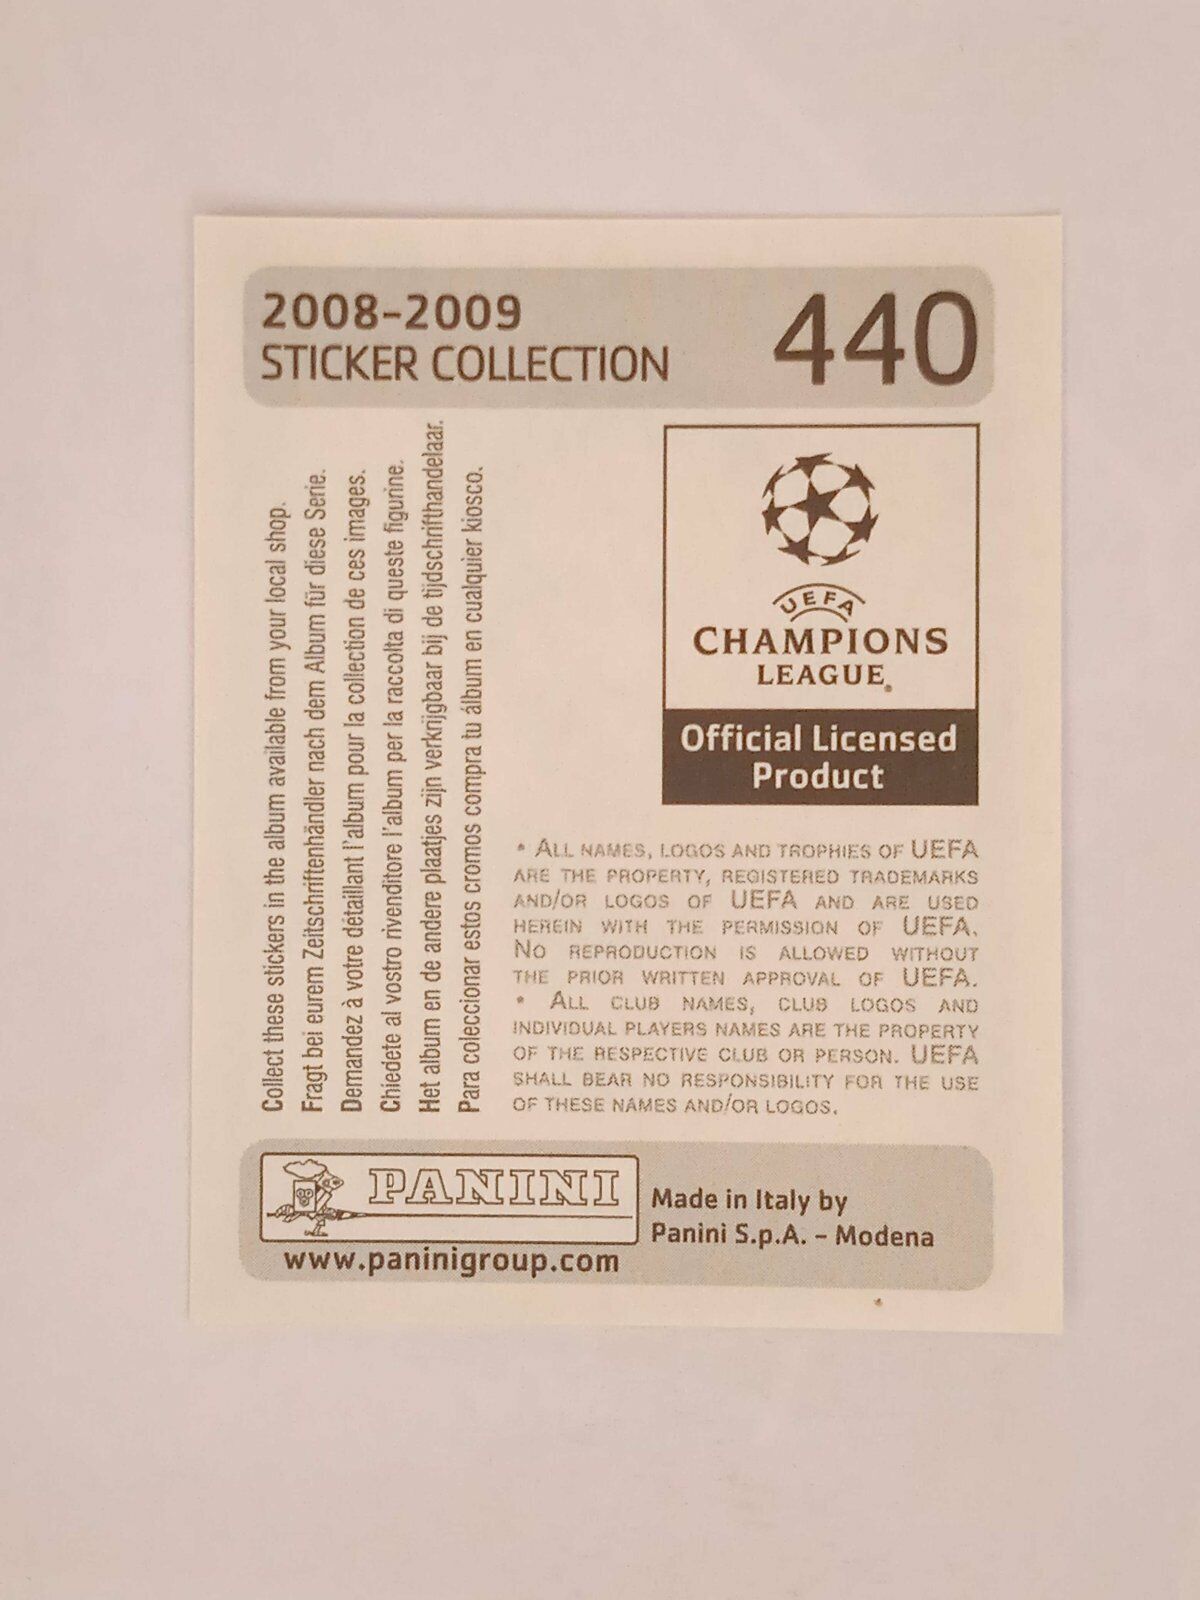 2008-2009
STICKER COLLECTION
440
Collect these stickers in the album available from your local shop.
Fragt bei eurem Zeitschriftenhändler nach dem Album für diese Serie.
Demandez à votre détaillant l'album pour la collection de ces images.
Chiedete al vostro rivenditore l'album per la raccolta di queste figurine.
Het album en de andere plaatjes zijn verkrijgbaar bij de tijdschrifthandelaar.
Para coleccionar estos cromos compra tu álbum en cualquier kiosco.
UEFA
CHAMPIONS
LEAGUE
Official Licensed
Product
• ALL NAMES, LOGOS AND TROPHIES OF UEFA
ARE THE PROPERTY, REGISTERED TRADEMARKS
AND/OR LOGOS OF UEFA AND ARE USED
HEREIN WITH THE PERMISSION OF UEFA.
NO REPRODUCTION IS ALLOWED WITHOUT
THE PRIOR WRITTEN APPROVAL OF UEFA.
• ALL CLUB NAMES, CLUB LOGOS AND
INDIVIDUAL PLAYERS NAMES ARE THE PROPERTY
OF THE RESPECTIVE CLUB OR PERSON. UEFA
SHALL BEAR NO RESPONSIBILITY FOR THE USE
OF THESE NAMES AND/OR LOGOS.
PANINI
www.paninigroup.com
Made in Italy by
Panini S.p.A. - Modena